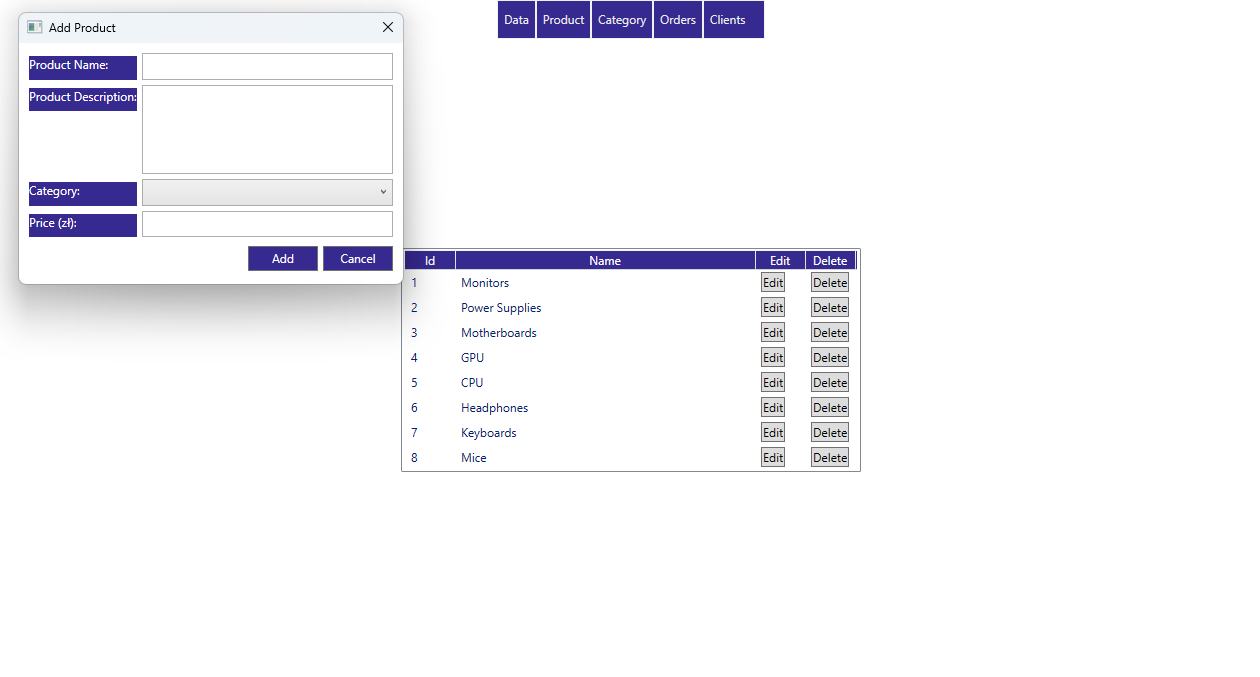 Add Product
Product Name:
Product Description:
Category:
Price (zł):
Add Cancel
Data Product Category Orders Clients
Id Name Edit Delete
1 Monitors Edit Delete
2 Power Supplies Edit Delete
3 Motherboards Edit Delete
4 GPU Edit Delete
5 CPU Edit Delete
6 Headphones Edit Delete
7 Keyboards Edit Delete
8 Mice Edit Delete